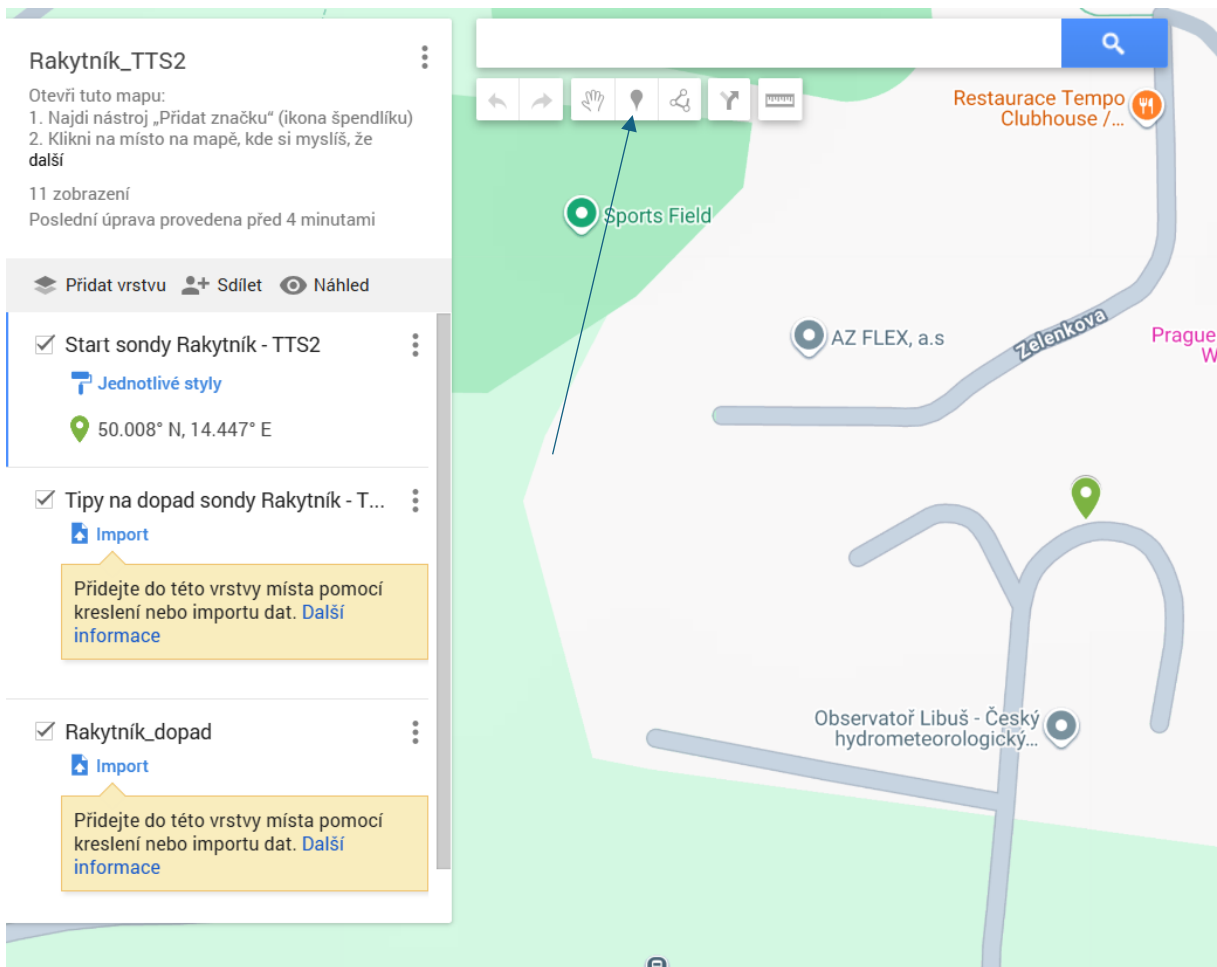 Rakytník_TTS2
Otevři tuto mapu:
1. Najdi nástroj „Přidat značku“ (ikona špendlíku)
2. Klikni na místo na mapě, kde si myslíš, že
další
11 zobrazení
Poslední úprava provedena před 4 minutami
Přidat vrstvu Sdílet Náhled
Start sondy Rakytník - TTS2
Jednotlivé styly
50.008° N, 14.447° E
Tipy na dopad sondy Rakytník - T...
Import
Přidejte do této vrstvy místa pomocí
kreslení nebo importu dat. Další
informace
Rakytník_dopad
Import
Přidejte do této vrstvy místa pomocí
kreslení nebo importu dat. Další
informace
Restaurace Tempo
Clubhouse /...
Sports Field
AZ FLEX, a.s
Zelenkova
Prague
W
Observatoř Libuš - Český
hydrometeorologický...